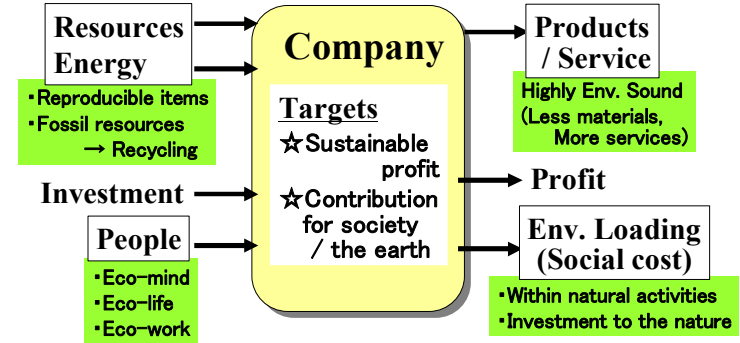 Resources
Energy
・Reproducible items
・Fossil resources
→ Recycling
Investment
People
・Eco-mind
・Eco-life
・Eco-work
Company
Targets
☆Sustainable
profit
☆Contribution
for society
/ the earth
Products
/ Service
Highly Env. Sound
(Less materials,
More services)
Profit
Env. Loading
(Social cost)
・Within natural activities
・Investment to the nature